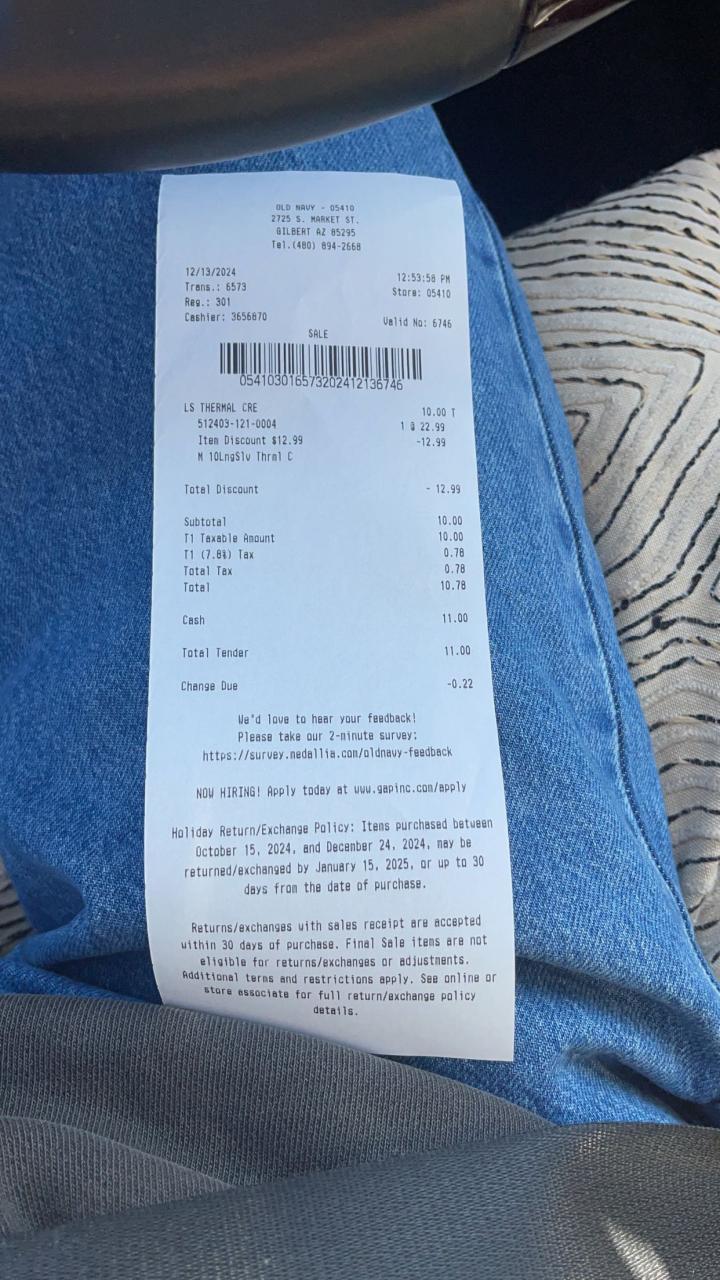 OLD NAVY - 05410
2725 S. MARKET ST.
GILBERT AZ 85295
Tel.(480) 894-2668
12/13/2024 12:53:58 PM
Trans.: 6573 Store: 05410
Reg.: 301
Cashier: 3656870 Valid No: 6746
SALE
054103016573202412136746
LS THERMAL CRE 10.00 T
512403-121-0004 1 @ 22.99
Item Discount $12.99 -12.99
M 10LngSlv Thrml C
Total Discount - 12.99
Subtotal 10.00
T1 Taxable Amount 10.00
T1 (7.8%) Tax 0.78
Total Tax 0.78
Total 10.78
Cash 11.00
Total Tender 11.00
Change Due -0.22
We'd love to hear your feedback!
Please take our 2-minute survey:
https://survey.medallia.com/oldnavy-feedback
NOW HIRING! Apply today at www.gapinc.com/apply
Holiday Return/Exchange Policy: Items purchased between
October 15, 2024, and December 24, 2024, may be
returned/exchanged by January 15, 2025, or up to 30
days from the date of purchase.
Returns/exchanges with sales receipt are accepted
within 30 days of purchase. Final Sale items are not
eligible for returns/exchanges or adjustments.
Additional terms and restrictions apply. See online or
store associate for full return/exchange policy
details.